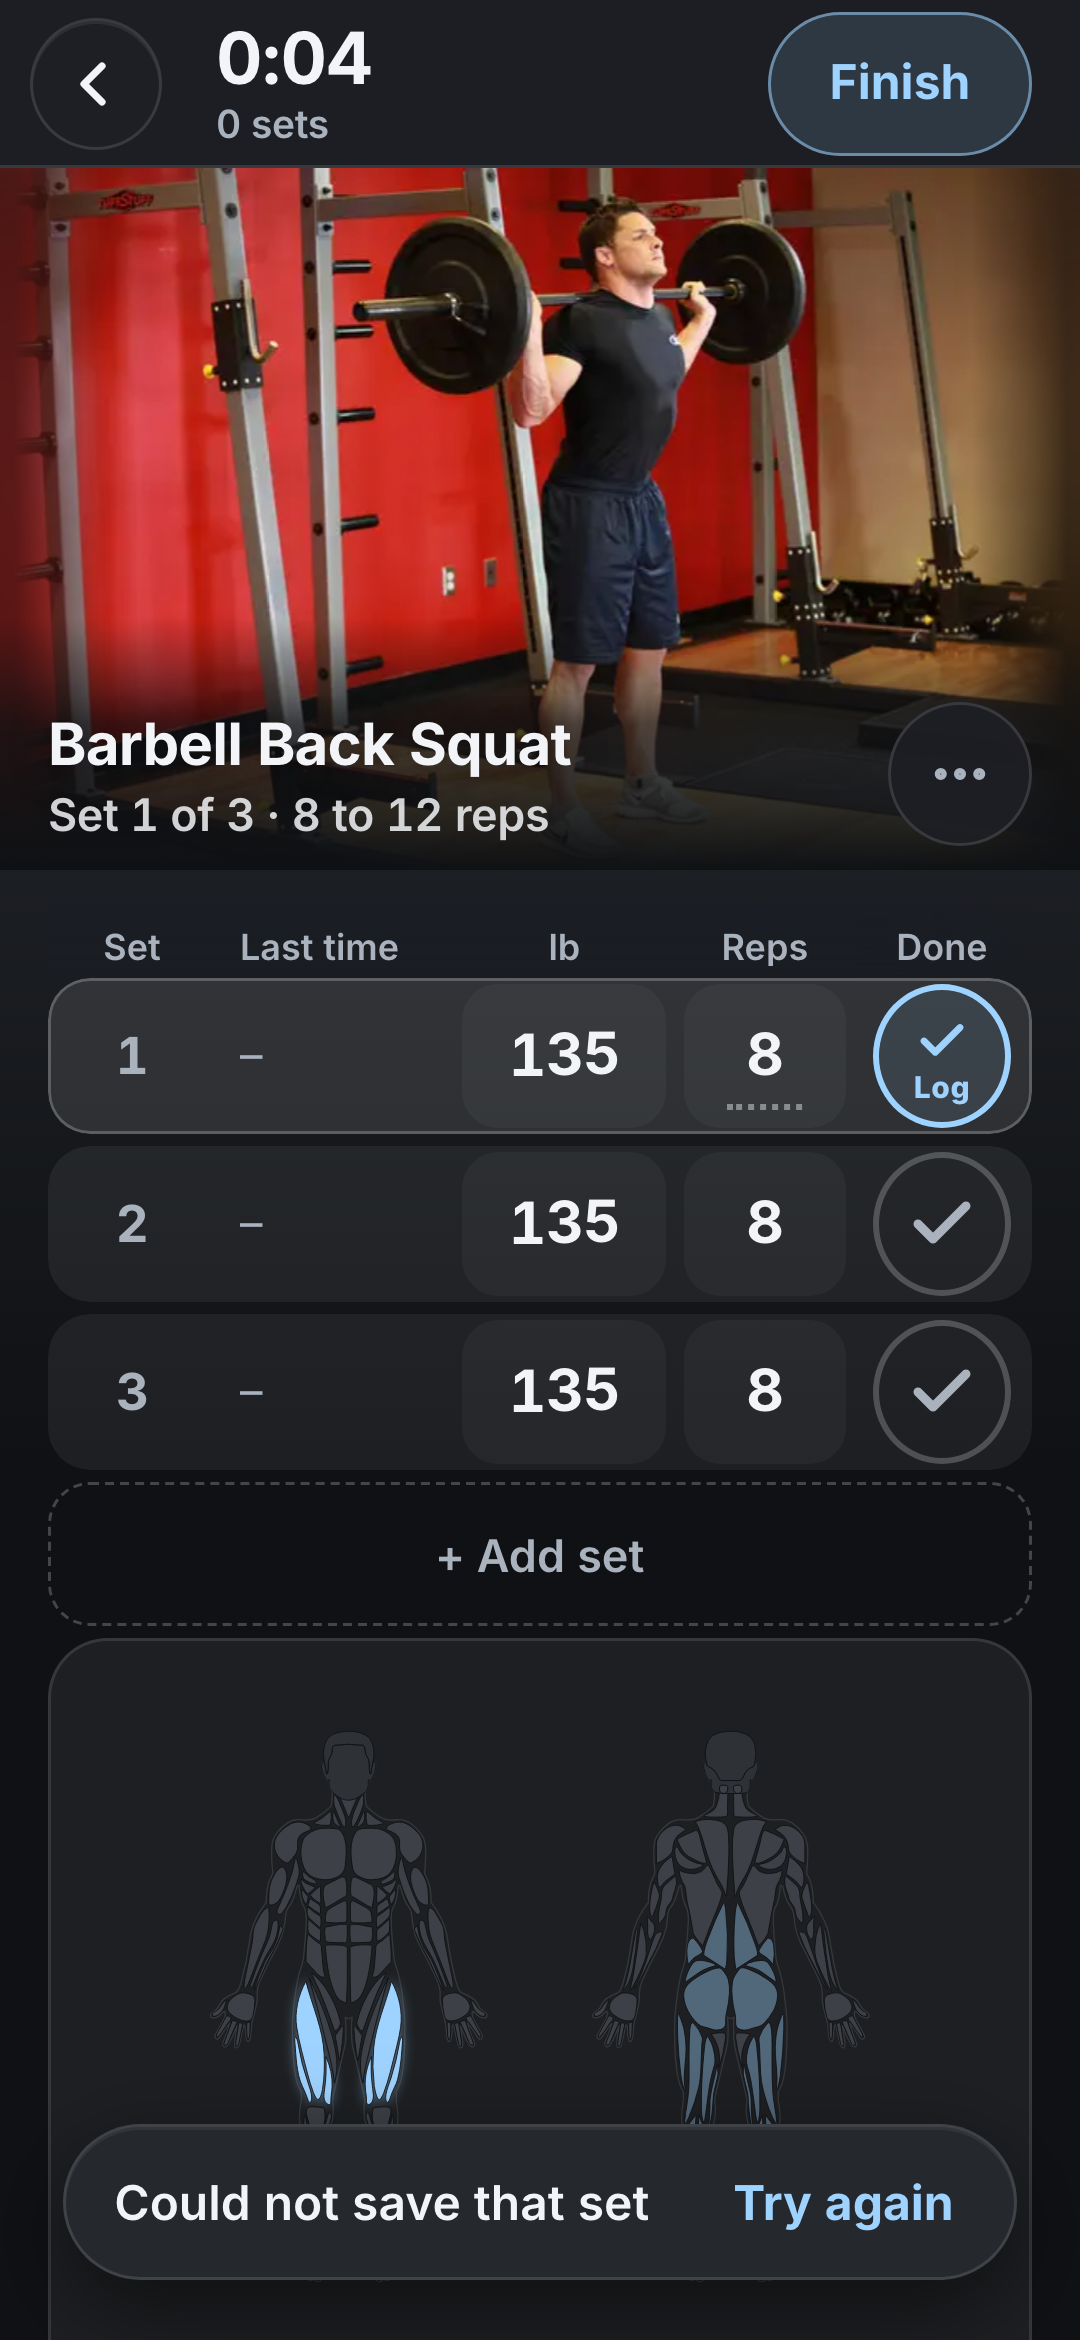 0:04
0 sets
Finish
Barbell Back Squat
Set 1 of 3 · 8 to 12 reps
Set Last time lb Reps Done
1 – 135 8 Log
2 – 135 8
3 – 135 8
+ Add set
Could not save that set Try again